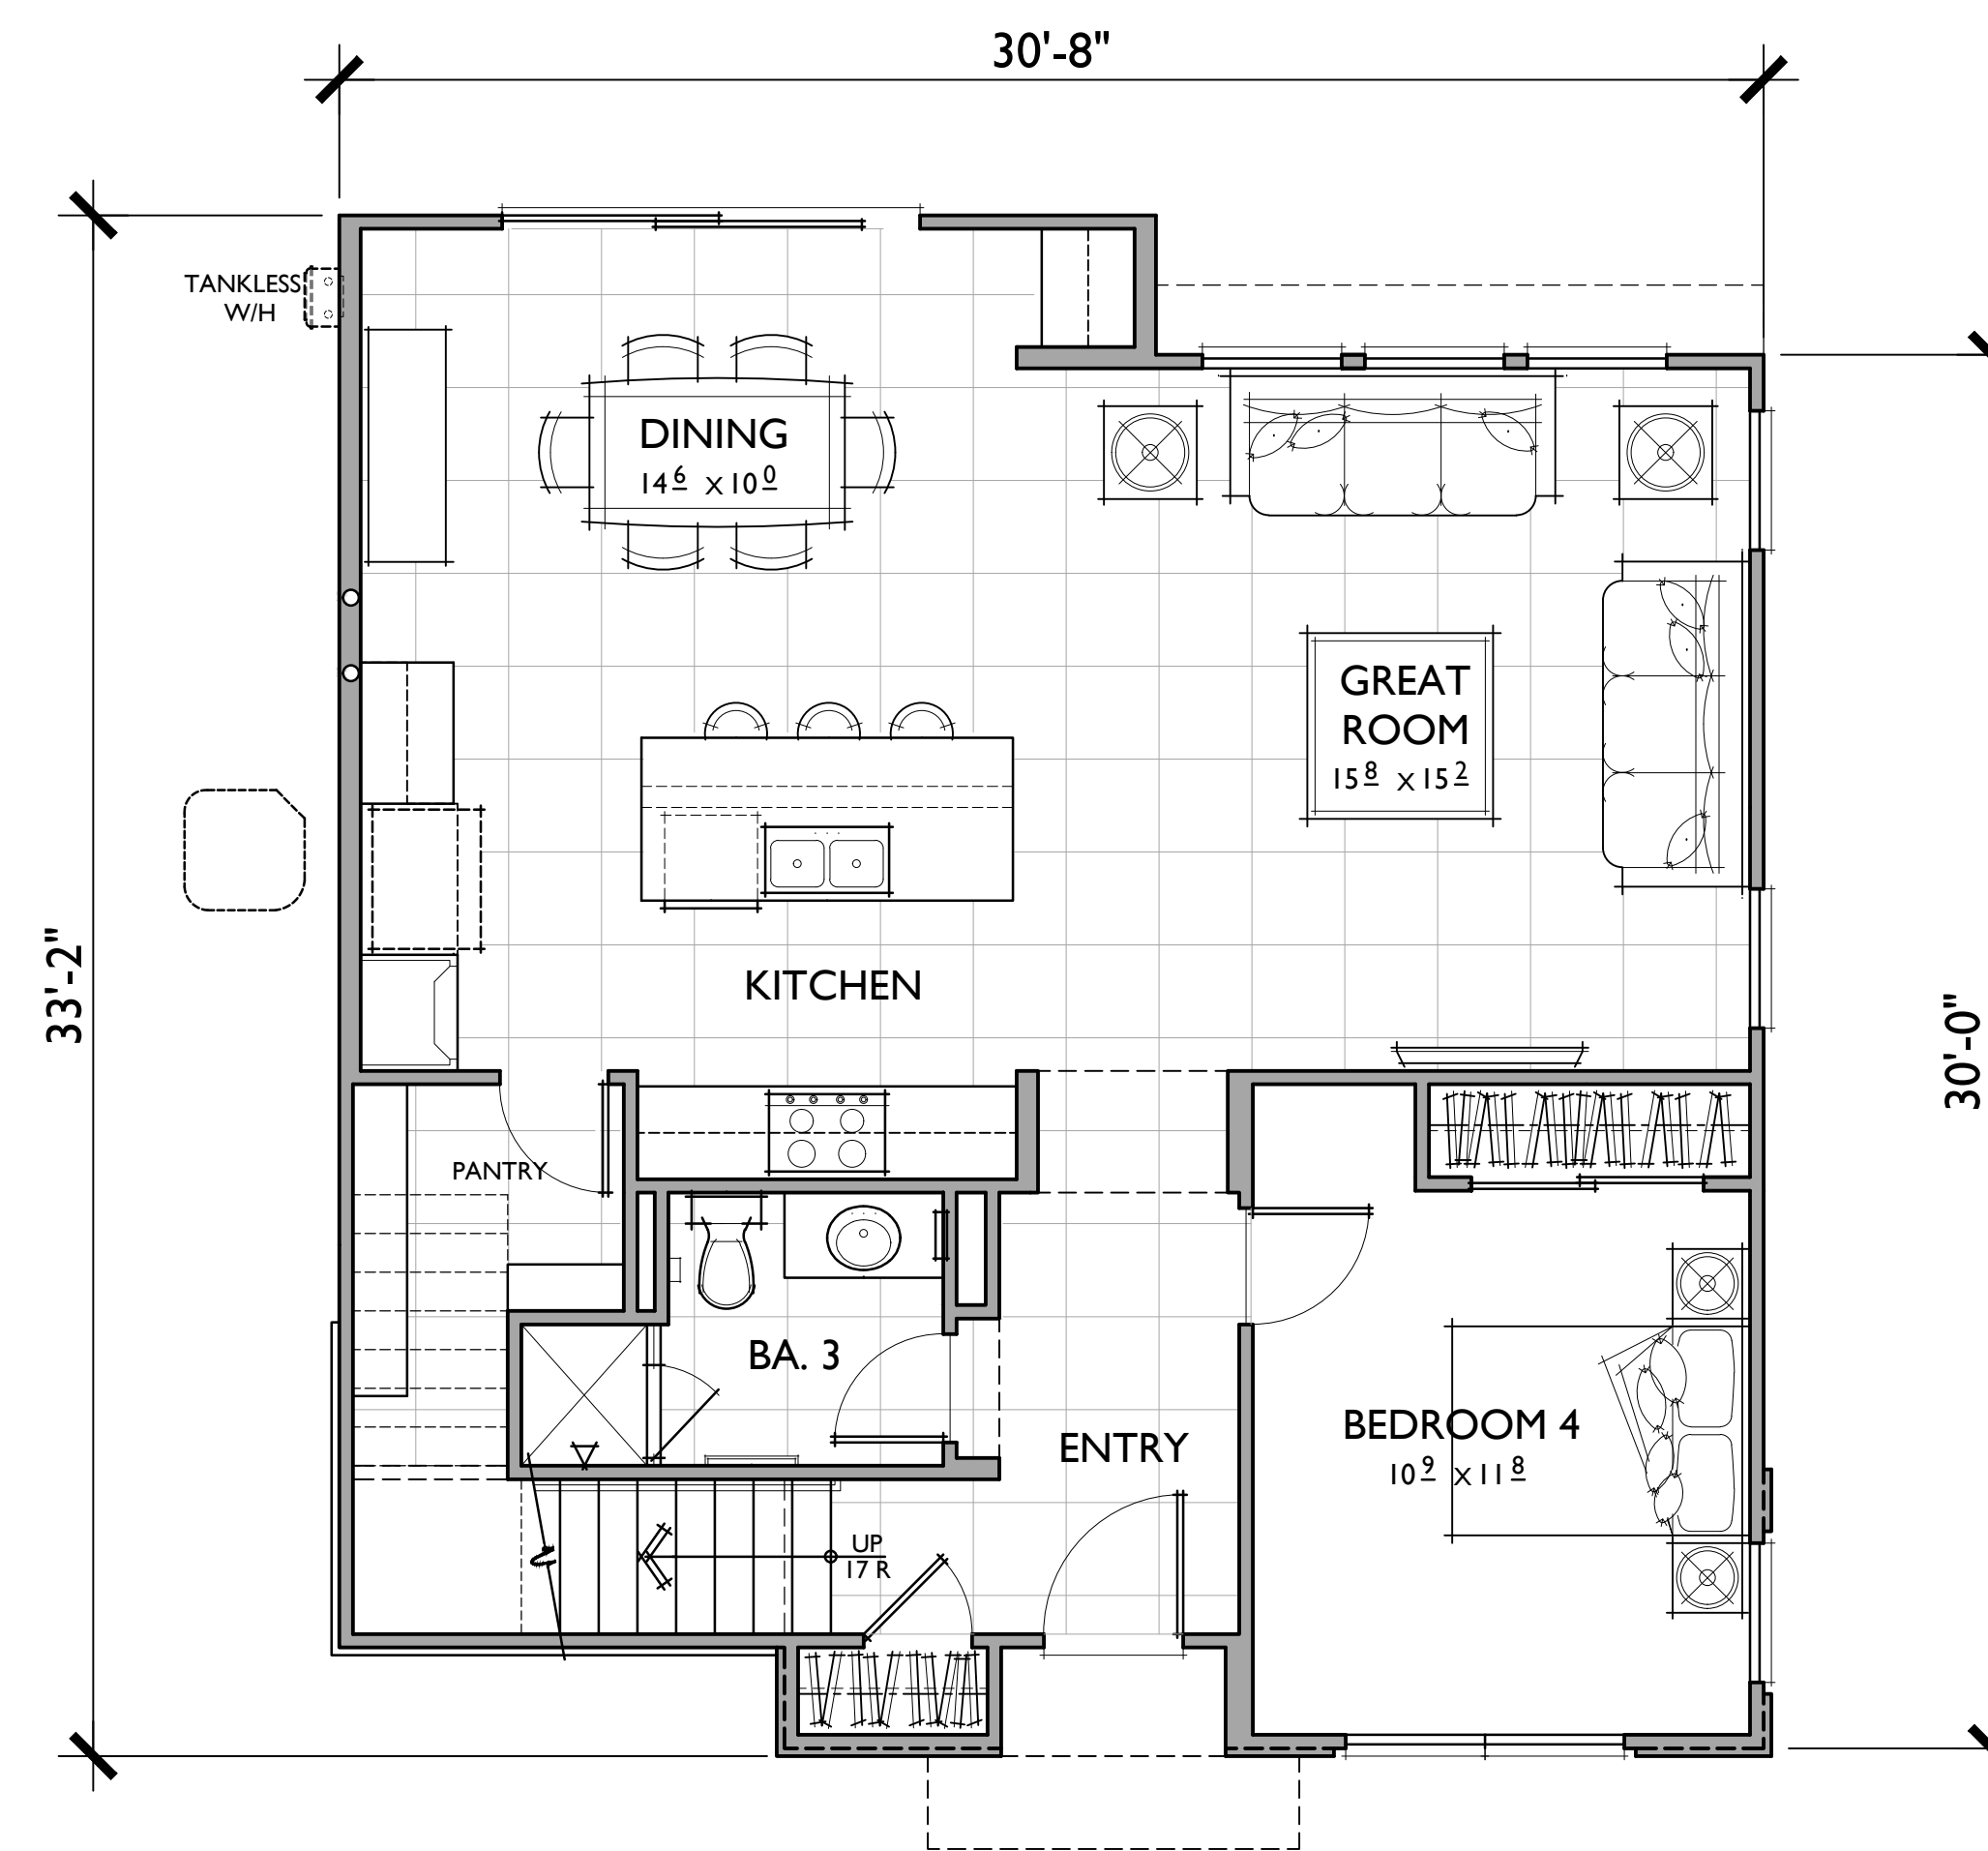 30'-8"
TANKLESS
W/H
DINING
14 6 x 10 0
GREAT
ROOM
15 8 x 15 2
33'-2"
KITCHEN
30'-0"
PANTRY
BA. 3
ENTRY
BEDROOM 4
10 9 x 11 8
UP
17 R